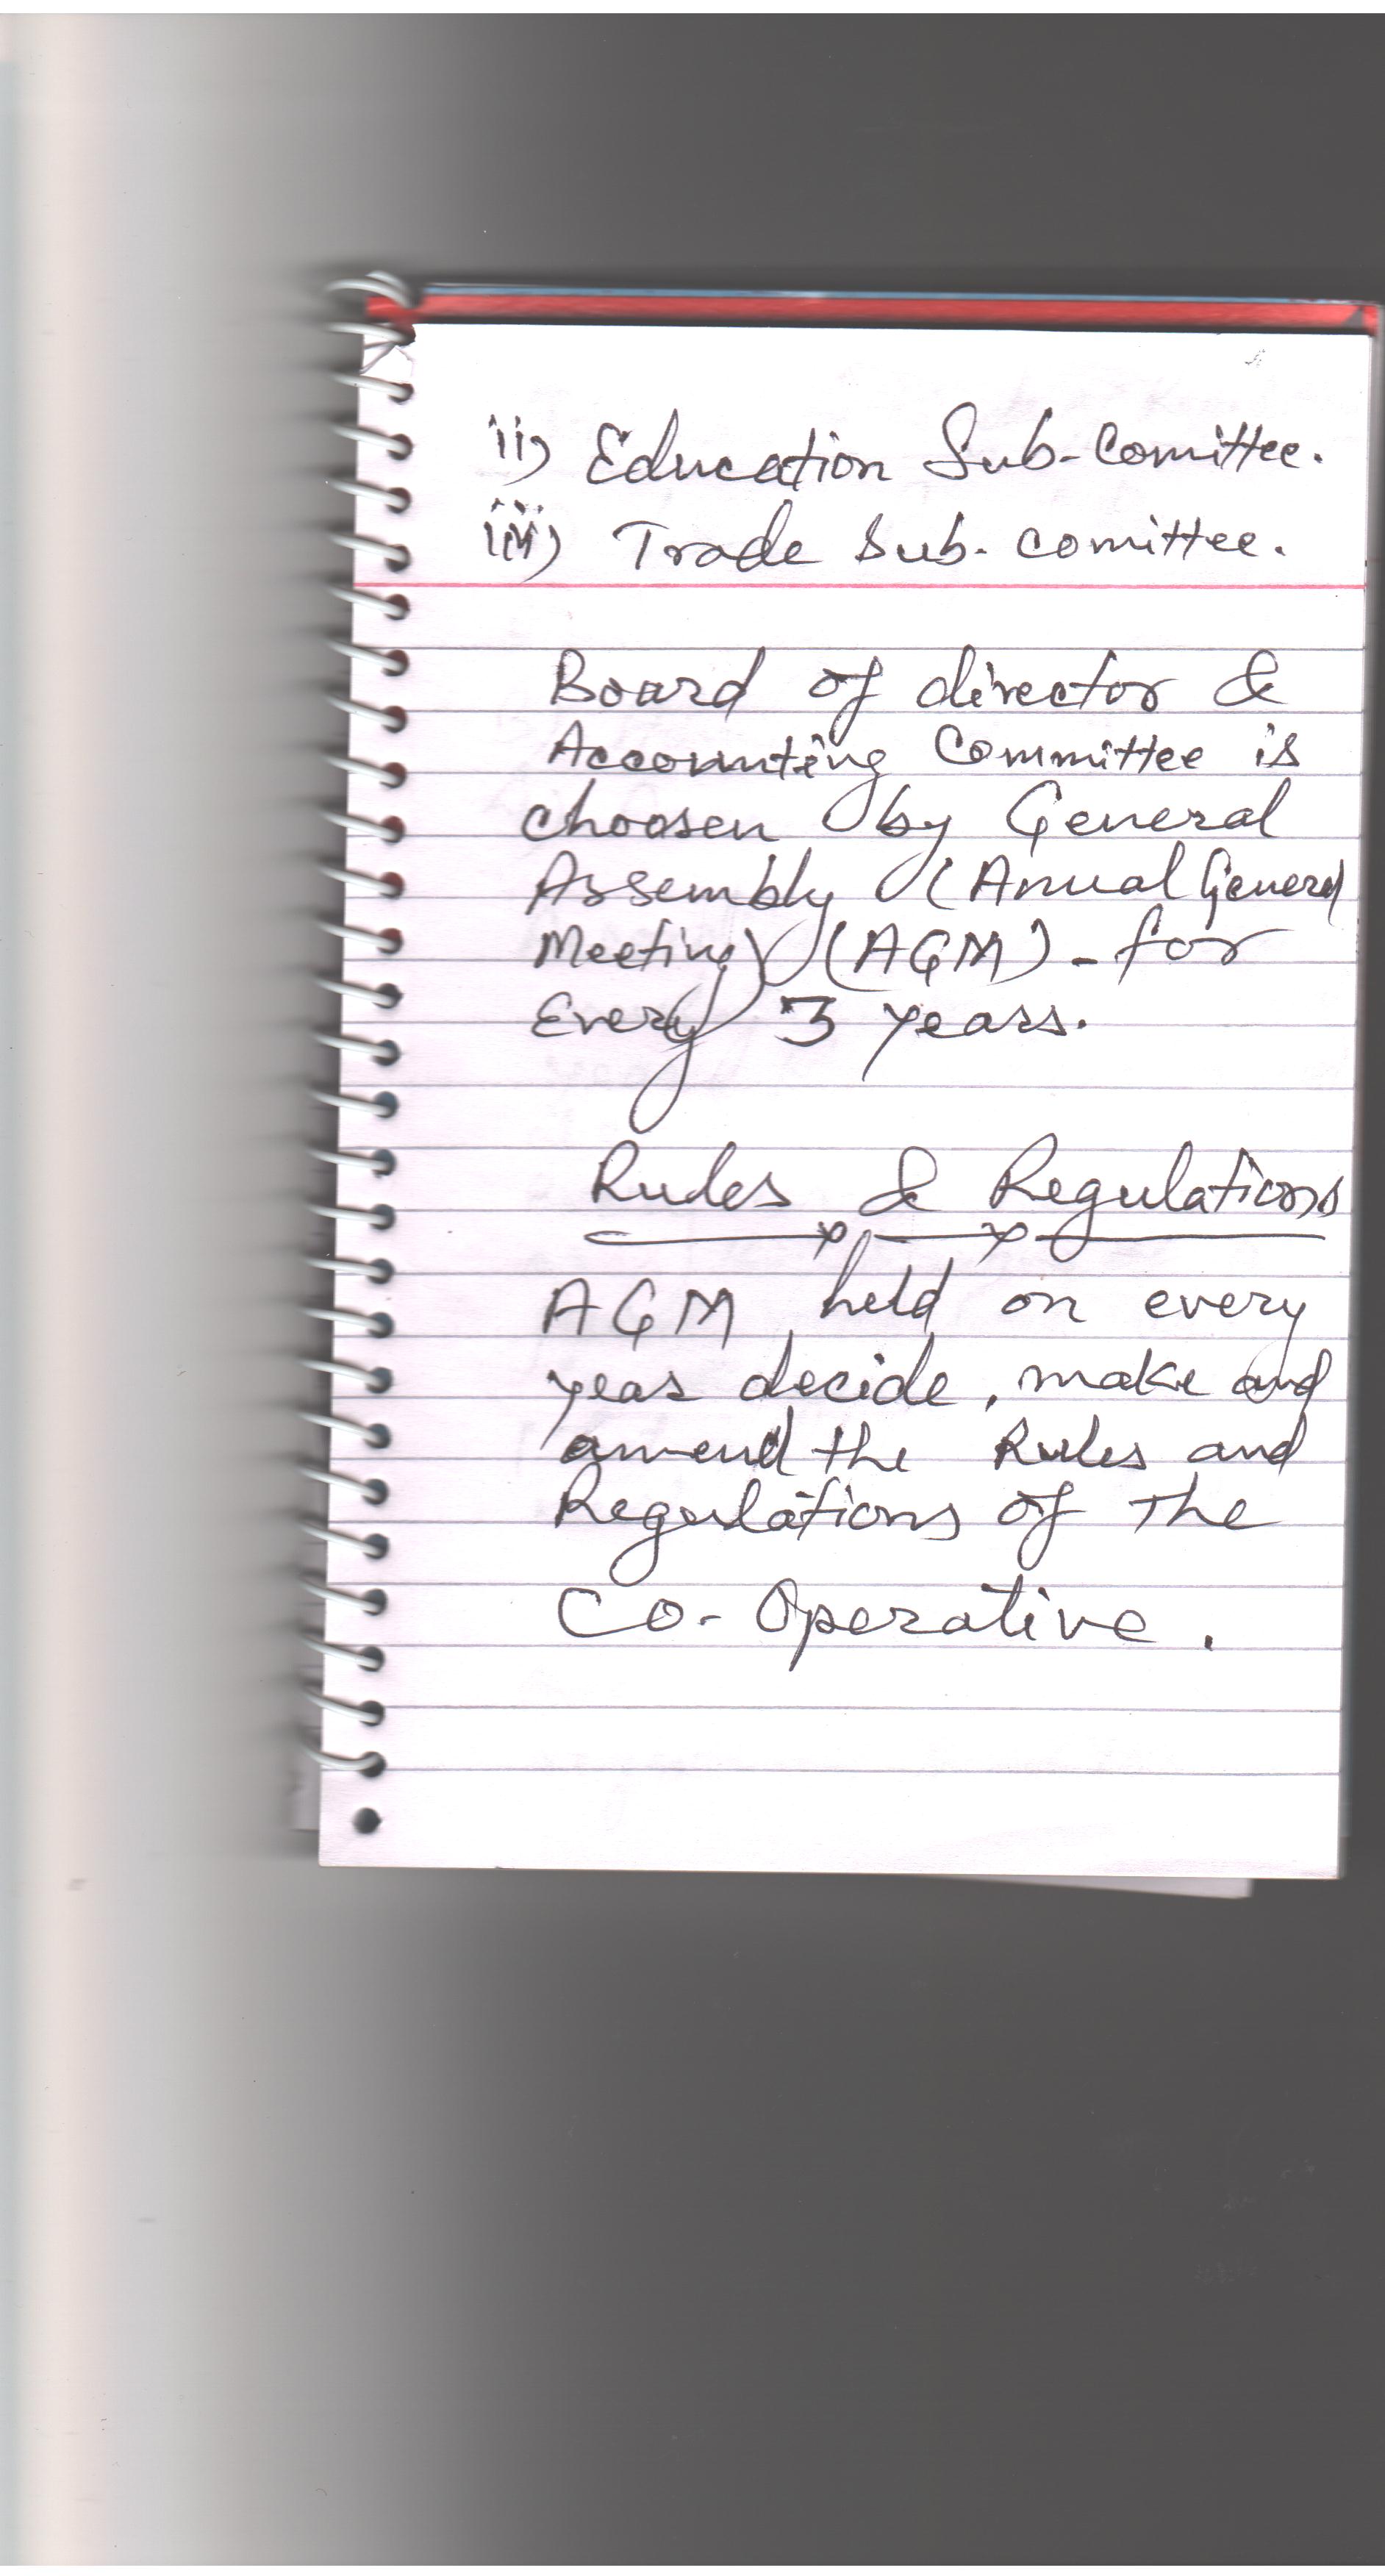 ii) Education Sub-Comittee.
iii) Trade Sub-comittee.
Board of director &
Accounting Committee is
choosen by General
Assembly (Anual General
Meeting) (AGM) - for
Every 3 years.
Rules & Regulations
AGM held on every
year decide, make and
amend the Rules and
Regulations of The
Co-Operative.